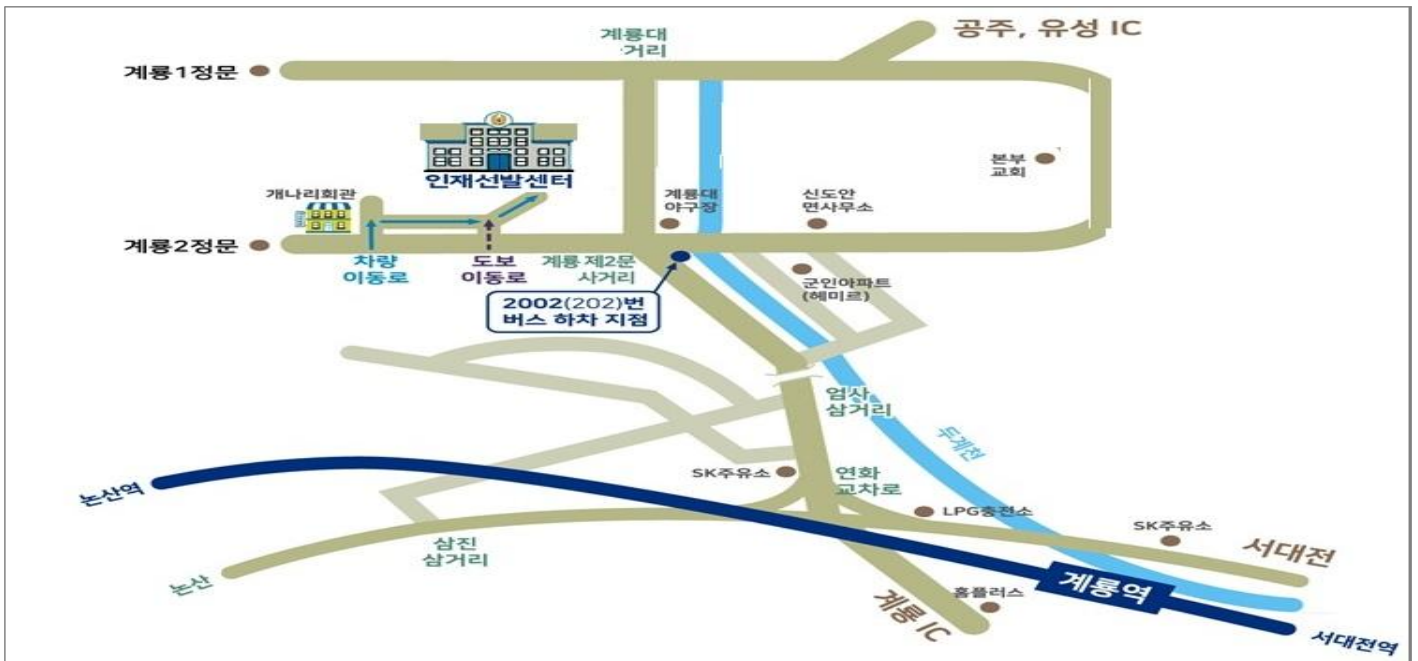 계룡대
거리
공주, 유성 IC
계룡1정문
인재선발센터
본부
교회
개나리회관
계룡대
야구장
신도안
면사무소
계룡2정문
차량
이동로
도보
이동로
계룡 제2문
사거리
군인아파트
(헤미르)
2002(202)번
버스 하차 지점
엄사
삼거리
두계천
SK주유소
연화
교차로
논산역
LPG충전소
SK주유소
서대전
삼진
삼거리
논산
계룡역
홈플러스
계룡 IC
서대전역